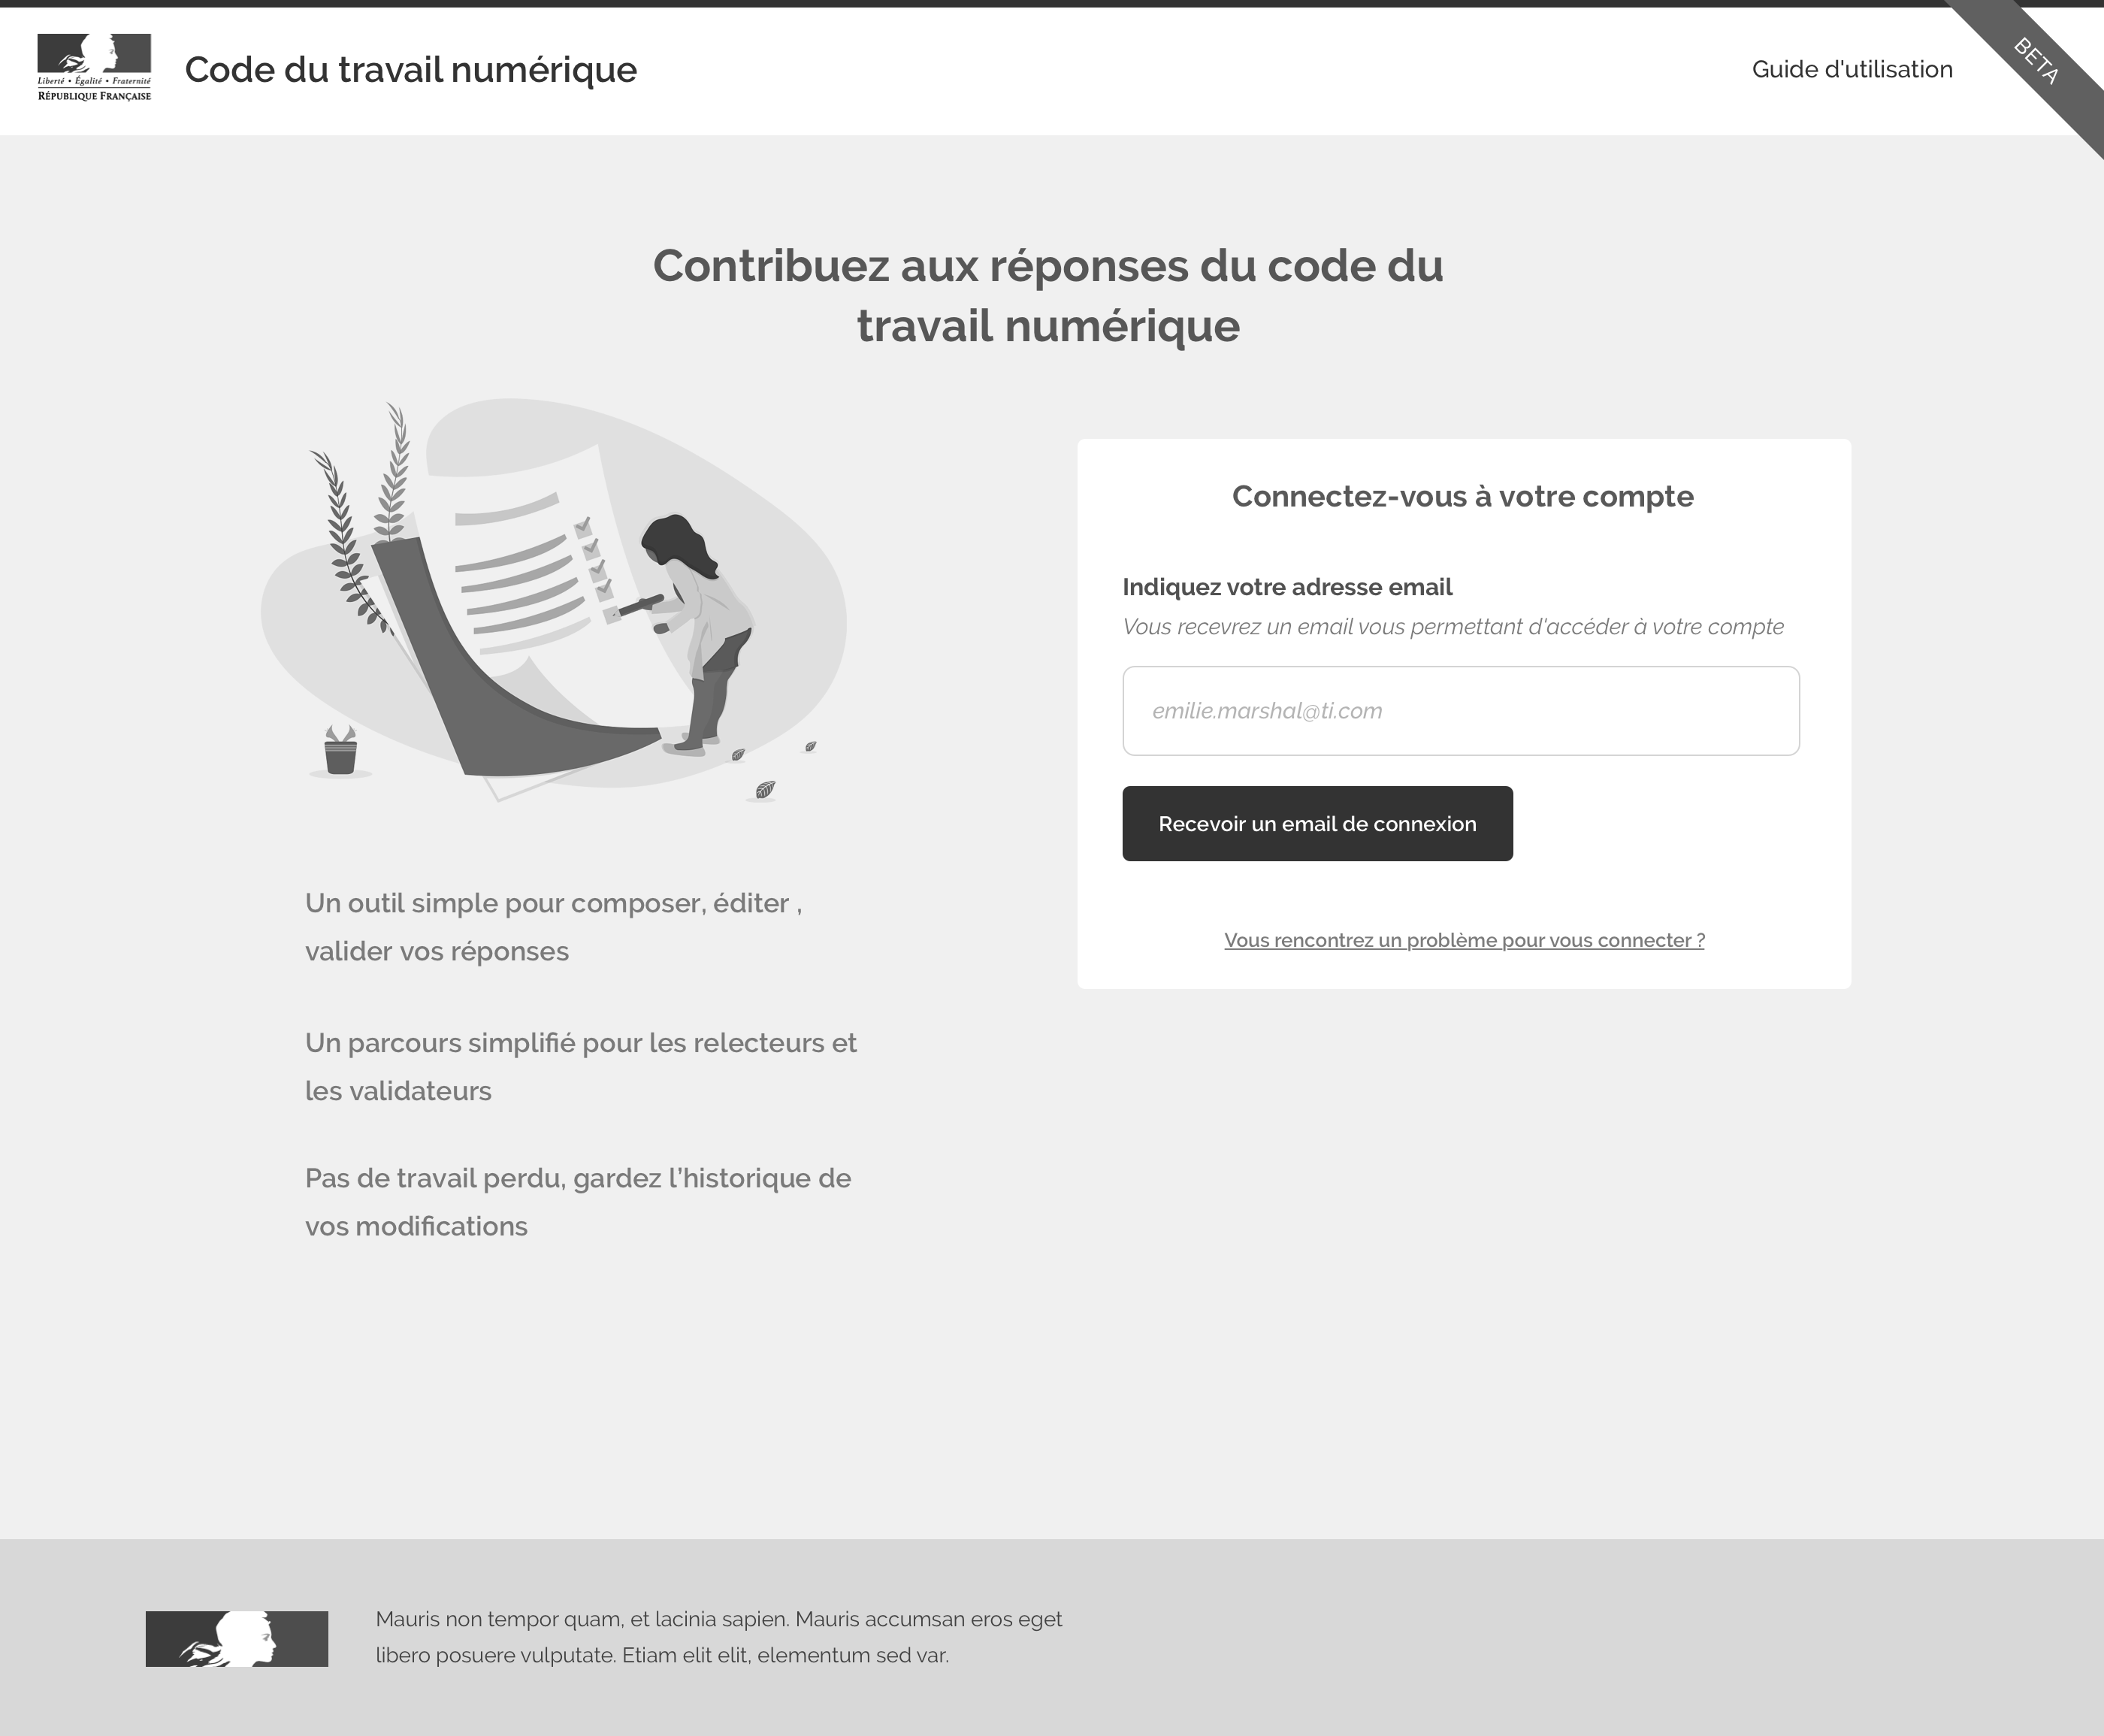 Liberté • Égalité • Fraternité
RÉPUBLIQUE FRANÇAISE
Code du travail numérique
Guide d'utilisation
BETA
Contribuez aux réponses du code du
travail numérique
Connectez-vous à votre compte
Indiquez votre adresse email
Vous recevrez un email vous permettant d'accéder à votre compte
emilie.marshal@ti.com
Recevoir un email de connexion
Vous rencontrez un problème pour vous connecter ?
Un outil simple pour composer, éditer ,
valider vos réponses
Un parcours simplifié pour les relecteurs et
les validateurs
Pas de travail perdu, gardez l’historique de
vos modifications
Mauris non tempor quam, et lacinia sapien. Mauris accumsan eros eget
libero posuere vulputate. Etiam elit elit, elementum sed var.